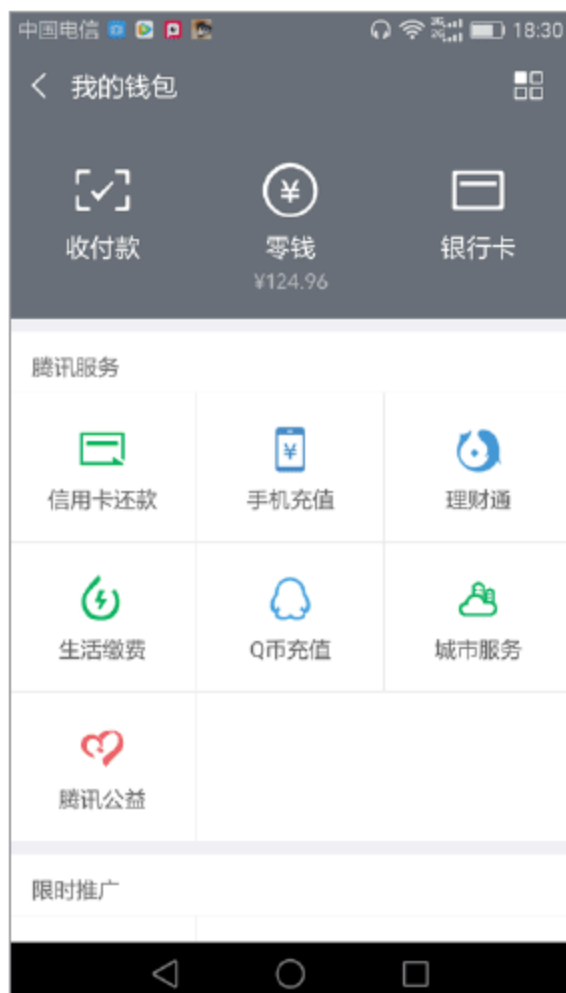 中国电信 18:30
我的钱包
收付款 零钱 银行卡
¥124.96
腾讯服务
信用卡还款 手机充值 理财通
生活缴费 Q币充值 城市服务
腾讯公益
限时推广